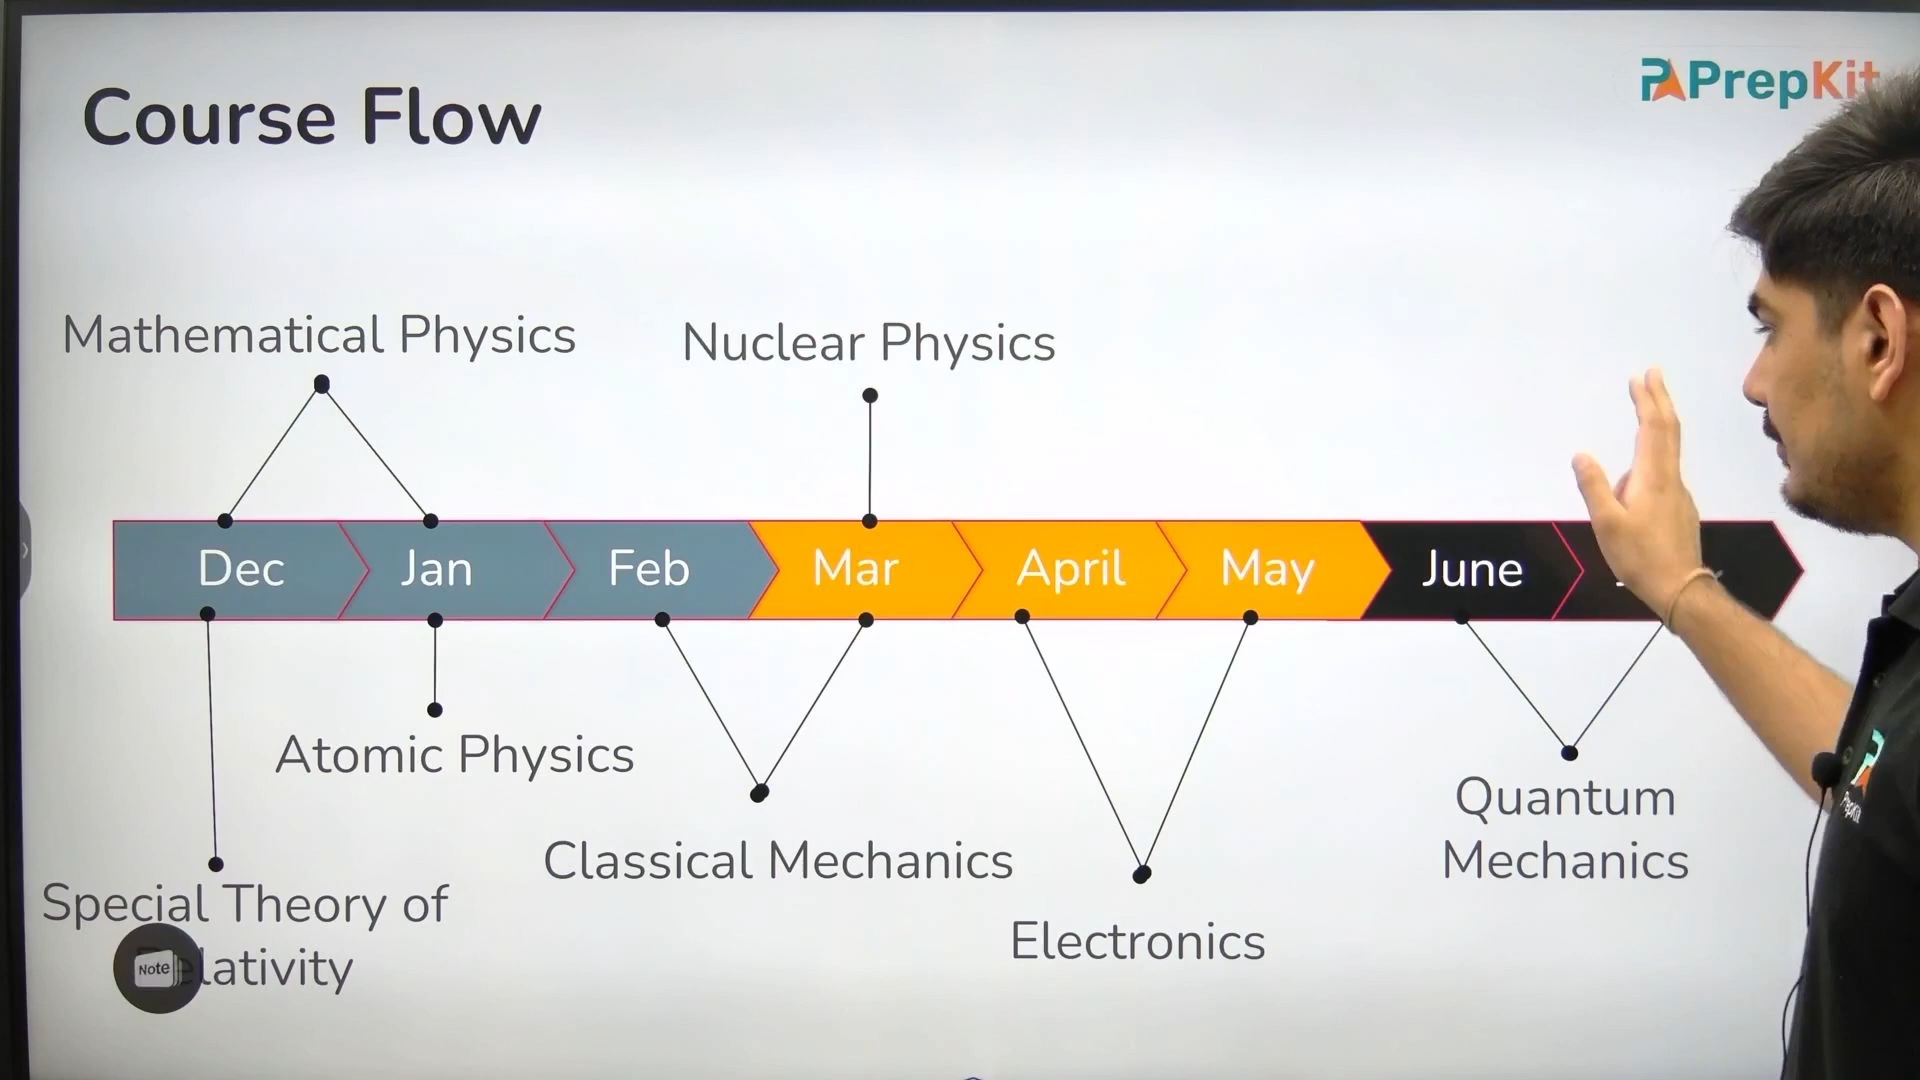 Course Flow
PrepKit
Mathematical Physics
Nuclear Physics
Dec
Jan
Feb
Mar
April
May
June
Atomic Physics
Classical Mechanics
Quantum
Mechanics
Special Theory of
lativity
Note
Electronics
PrepKit